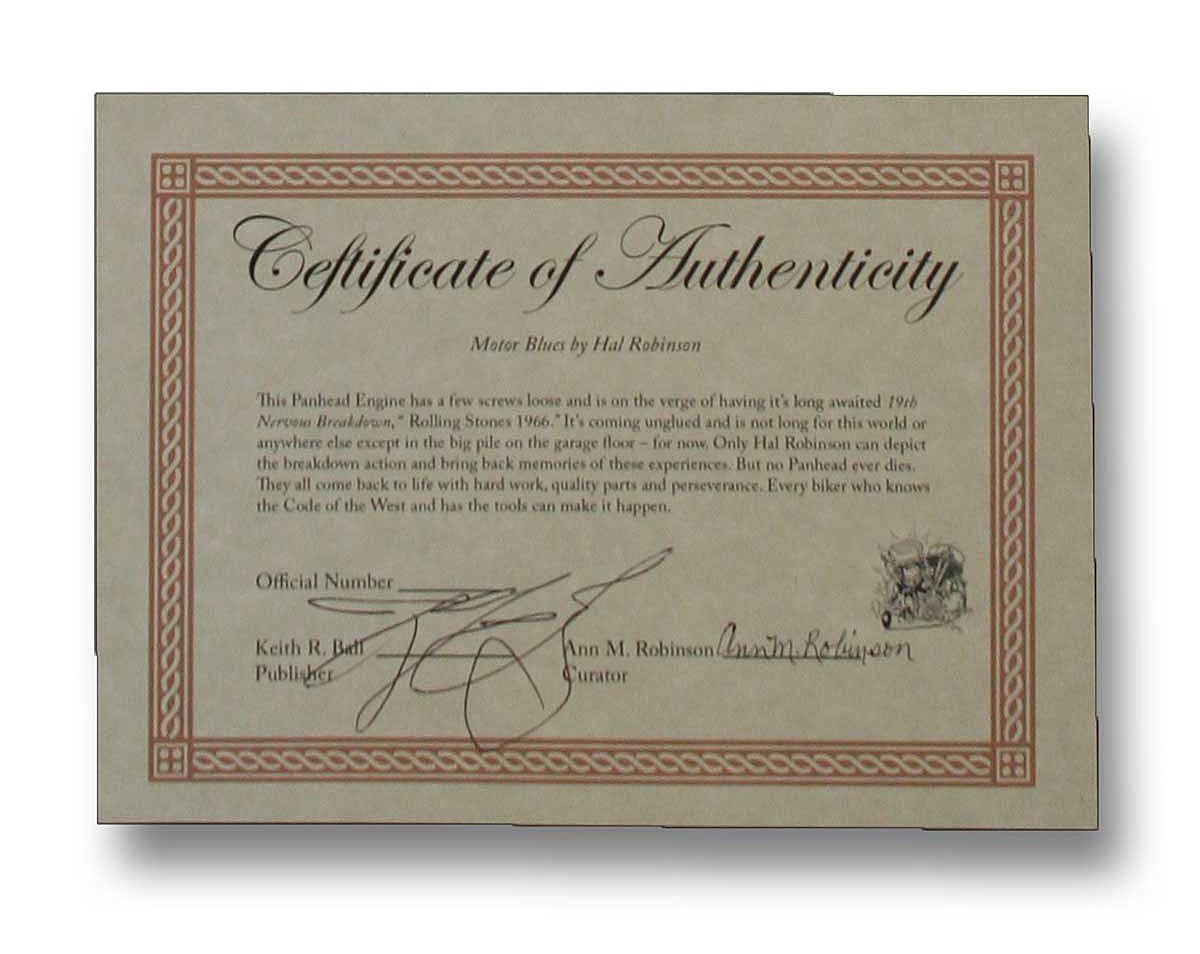 Certificate of Authenticity
Motor Blues by Hal Robinson
This Panhead Engine has a few screws loose and is on the verge of having it's long awaited 19th
Nervous Breakdown," Rolling Stones 1966." It's coming unglued and is not long for this world or
anywhere else except in the big pile on the garage floor – for now. Only Hal Robinson can depict
the breakdown action and bring back memories of these experiences. But no Panhead ever dies.
They all come back to life with hard work, quality parts and perseverance. Every biker who knows
the Code of the West and has the tools can make it happen.
Official Number
Keith R. Ball
Publisher
Ann M. Robinson Ann M. Robinson
Curator